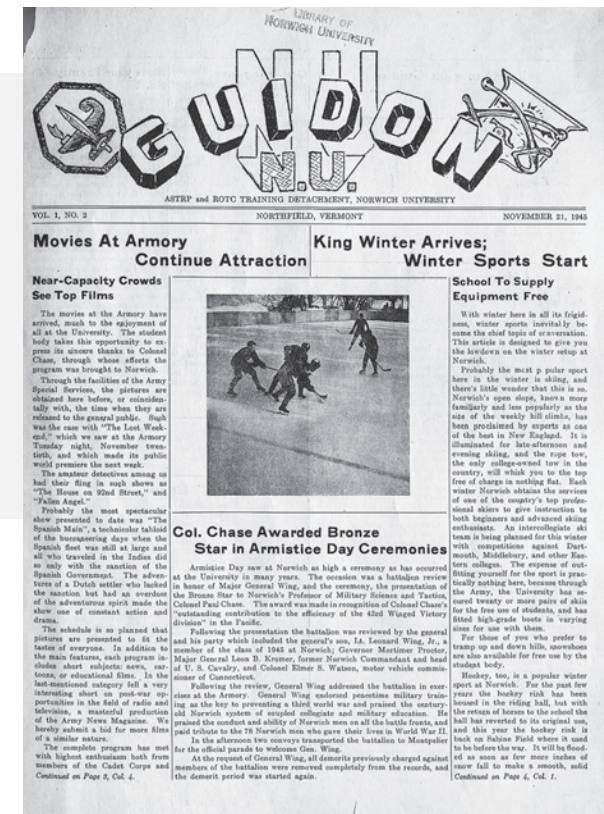 LIBRARY OF
NORWICH UNIVERSITY
NU
GUIDON
N.U.
ASTRP and ROTC TRAINING DETACHMENT, NORWICH UNIVERSITY
VOL. 1, NO. 2 NORTHFIELD, VERMONT NOVEMBER 21, 1945
Movies At Armory
Continue Attraction
King Winter Arrives;
Winter Sports Start
Near-Capacity Crowds
See Top Films
The movies at the Armory have
arrived, much to the enjoyment of
all at the University. The student
body takes this opportunity to ex-
press its sincere thanks to Colonel
Chase, through whose efforts the
program was brought to Norwich.
Through the facilities of the Army
Special Services, the pictures are
obtained here before, or coinciden-
tally with, the time when they are
released to the general public. Such
was the case with "The Lost Week-
end," which we saw at the Armory
Tuesday night, November twen-
tieth, and which made its public
world premiere the next week.
The amateur detectives among us
had their fling in such shows as
"The House on 92nd Street," and
"Fallen Angel."
Probably the most spectacular
show presented to date was "The
Spanish Main", a technicolor tabloid
of the buccaneering days when the
Spanish fleet was still at large and
all who traveled in the Indies did
so only with the sanction of the
Spanish Government. The adven-
tures of a Dutch settler who lacked
the sanction but had an overdose
of the adventurous spirit made the
show one of constant action and
drama.
The schedule is so planned that
pictures are presented to fit the
tastes of everyone. In addition to
the main features, each program in-
cludes short subjects: news, car-
toons, or educational films. In the
last-mentioned category fell a very
interesting short on post-war op-
portunities in the field of radio and
television, a masterful production
of the Army News Magazine. We
hereby submit a bid for more films
of a similar nature.
The complete program has met
with highest enthusiasm both from
members of the Cadet Corps and
Continued on Page 3, Col. 4.
Col. Chase Awarded Bronze
Star in Armistice Day Ceremonies
Armistice Day saw at Norwich as high a ceremony as has occurred
at the University in many years. The occasion was a battalion review
in honor of Major General Wing, and the ceremony, the presentation of
the Bronze Star to Norwich's Professor of Military Science and Tactics,
Colonel Paul Chase. The award was made in recognition of Colonel Chase's
"outstanding contribution to the efficiency of the 43rd Winged Victory
division" in the Pacific.
Following the presentation the battalion was reviewed by the general
and his party which included the general's son, Lt. Leonard Wing, Jr., a
member of the class of 1945 at Norwich; Governor Mortimer Proctor,
Major General Leon B. Kromer, former Norwich Commandant and head
of U. S. Cavalry, and Colonel Elmer S. Watson, motor vehicle commis-
sioner of Connecticut.
Following the review, General Wing addressed the battalion in exer-
cises at the Armory. General Wing endorsed peacetime military train-
ing as the key to preventing a third world war and praised the century-
old Norwich system of coupled collegiate and military education. He
praised the conduct and ability of Norwich men on all the battle fronts, and
paid tribute to the 78 Norwich men who gave their lives in World War II.
In the afternoon two convoys transported the battalion to Montpelier
for the official parade to welcome Gen. Wing.
At the request of General Wing, all demerits previously charged against
members of the battalion were removed completely from the records, and
the demerit period was started again.
School To Supply
Equipment Free
With winter here in all its frigid-
ness, winter sports inevitably be-
come the chief topic of conversation.
This article is designed to give you
the lowdown on the winter setup at
Norwich.
Probably the most popular sport
here in the winter is skiing, and
there's little wonder that this is so.
Norwich's open slope, known more
familiarly and less popularly as the
site of the weekly hill climbs, has
been proclaimed by experts as one
of the best in New England. It is
illuminated for late-afternoon and
evening skiing, and the rope tow,
the only college-owned tow in the
country, will whisk you to the top
free of charge in nothing flat. Each
winter Norwich obtains the services
of one of the country's top profes-
sional skiers to give instruction to
both beginners and advanced skiing
enthusiasts. An intercollegiate ski
team is being planned for this winter
with competitions against Dart-
mouth, Middlebury, and other Eas-
tern colleges. The expense of out-
fitting yourself for the sport is prac-
tically nothing here, because through
the Army, the University has se-
cured twenty or more pairs of skiis
for the free use of students, and has
fitted high-grade boots in varying
sizes for use with them.
For those of you who prefer to
tramp up and down hills, snowshoes
are also available for free use by the
student body.
Hockey, too, is a popular winter
sport at Norwich. For the past few
years the hockey rink has been
housed in the riding hall, but with
the return of horses to the school the
hall has reverted to its original use,
and this year the hockey rink is
back on Sabine Field where it used
to be before the war. It will be flood-
ed as soon as few more inches of
snow fall to make a smooth, solid
Continued on Page 4, Col. 1.